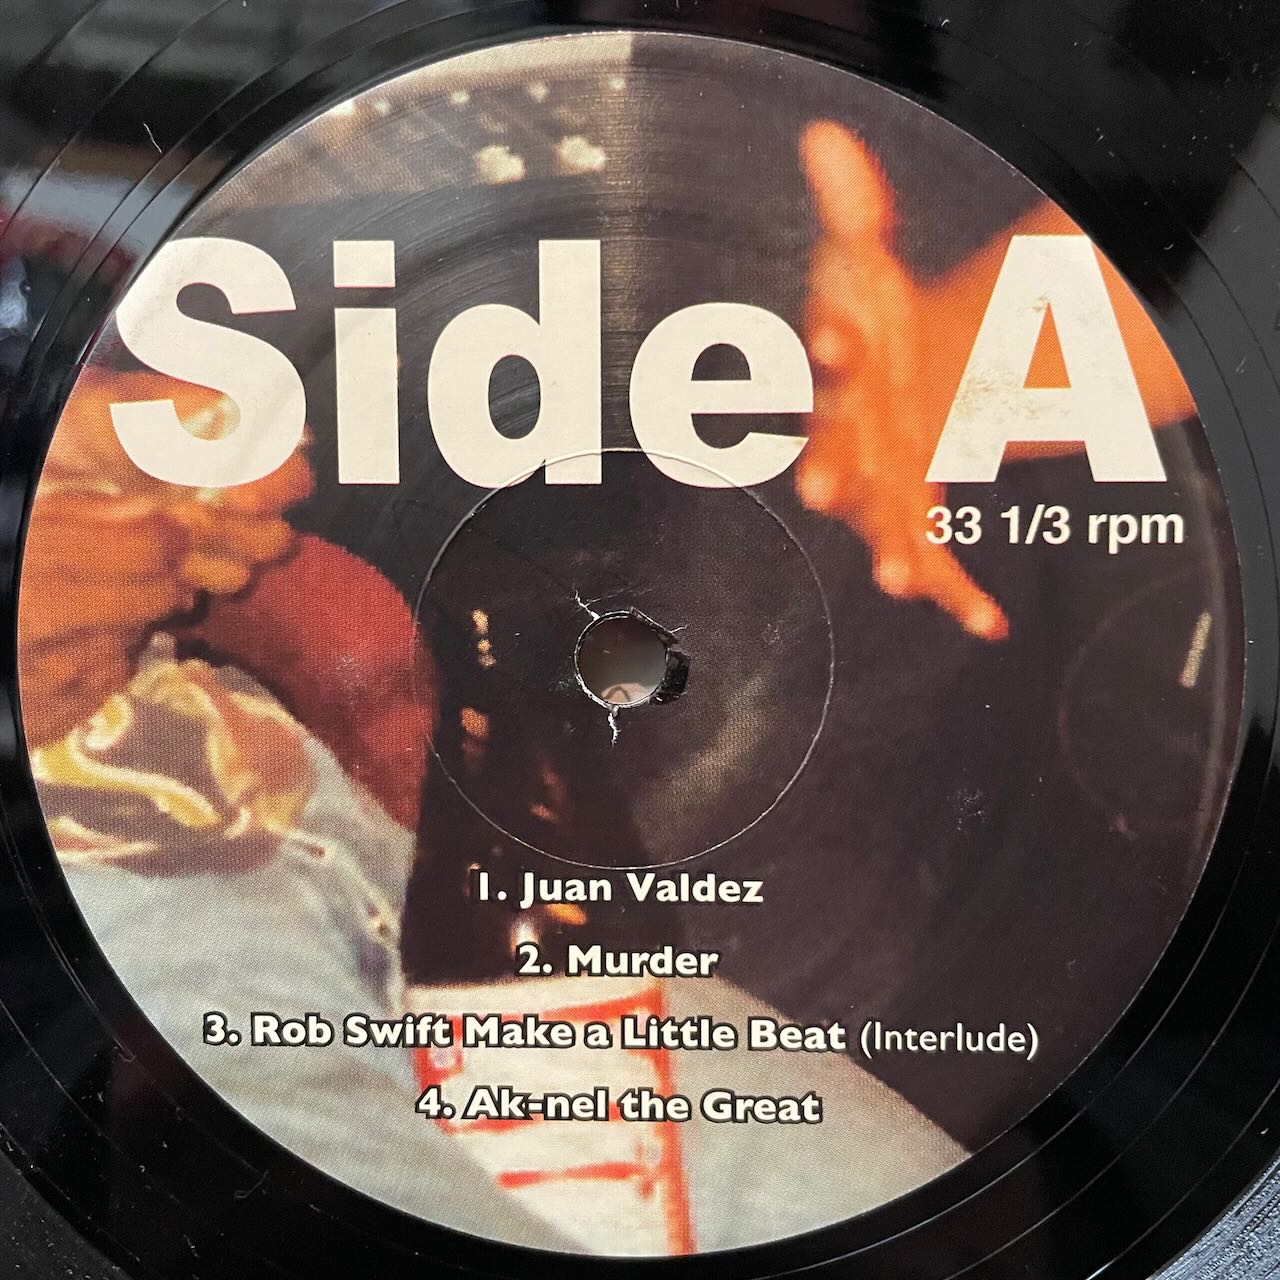 Side A
33 1/3 rpm
1. Juan Valdez
2. Murder
3. Rob Swift Make a Little Beat (Interlude)
4. Ak-nel the Great